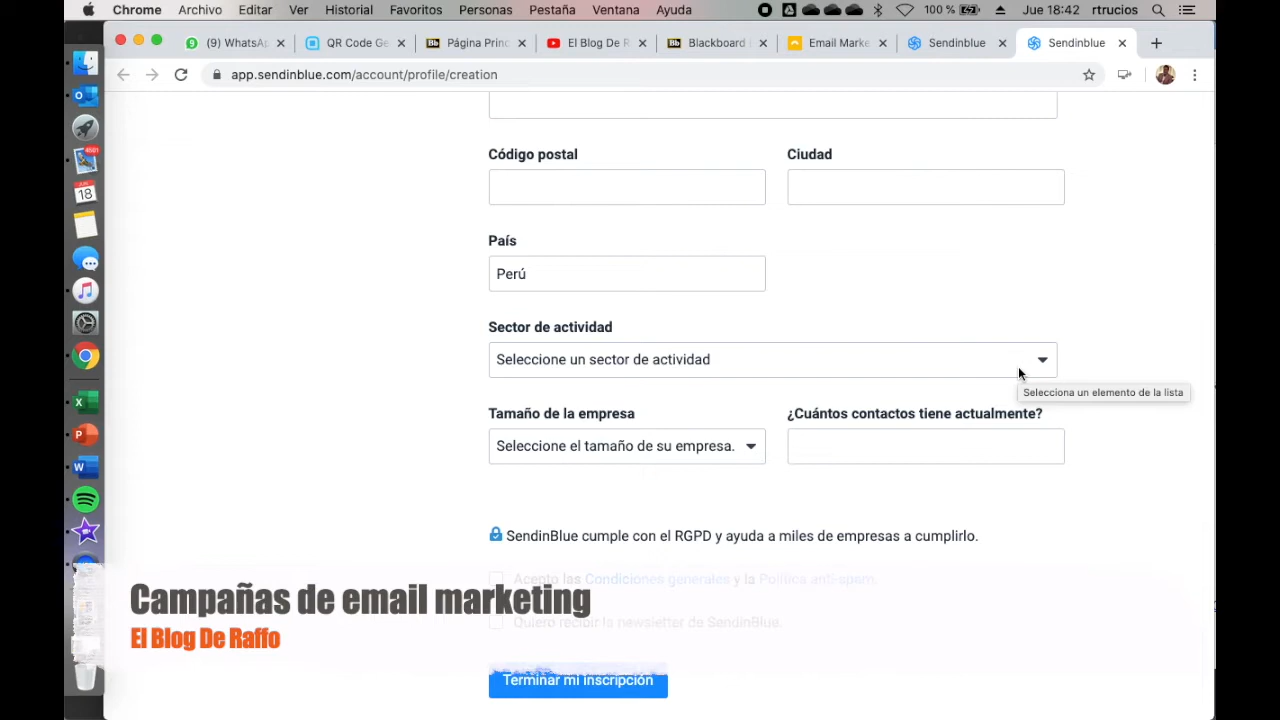 Chrome Archivo Editar Ver Historial Favoritos Personas Pestaña Ventana Ayuda 100 % Jue 18:42 rtrucios
(9) WhatsAp QR Code Ge Página Prin El Blog De R Blackboard Email Marke Sendinblue Sendinblue
app.sendinblue.com/account/profile/creation
Código postal Ciudad
País
Perú
Sector de actividad
Seleccione un sector de actividad
Selecciona un elemento de la lista
Tamaño de la empresa ¿Cuántos contactos tiene actualmente?
Seleccione el tamaño de su empresa.
SendinBlue cumple con el RGPD y ayuda a miles de empresas a cumplirlo.
Acepto las Condiciones generales y la Política anti-spam.
Campañas de email marketing
Quiero recibir la newsletter de SendinBlue.
El Blog De Raffo
Terminar mi inscripción
18